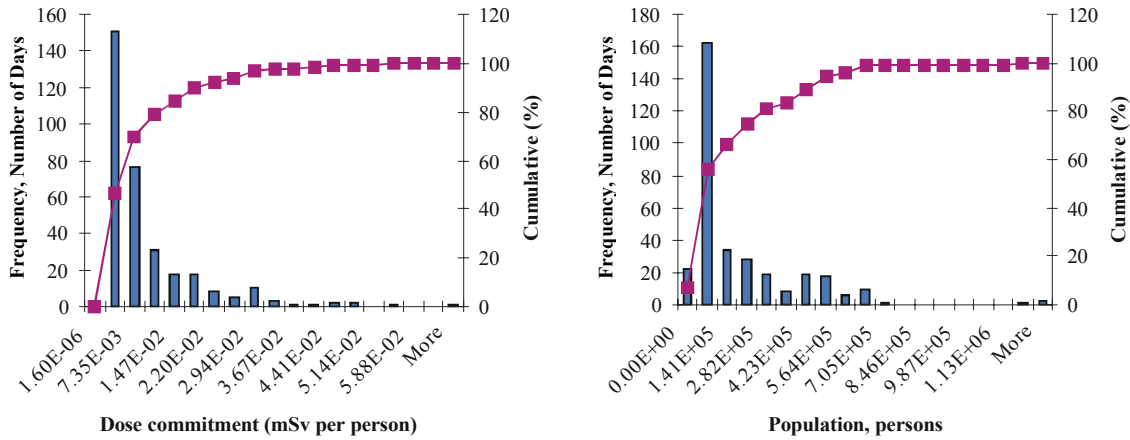 Frequency, Number of Days
160
140
120
100
80
60
40
20
0
120
100
80
60
40
20
0
Cumulative (%)
1.60E-06
7.35E-03
1.47E-02
2.20E-02
2.94E-02
3.67E-02
4.41E-02
5.14E-02
5.88E-02
More
Dose commitment (mSv per person)
Frequency, Number of Days
180
160
140
120
100
80
60
40
20
0
120
100
80
60
40
20
0
Cumulative (%)
0.00E+00
1.41E+05
2.82E+05
4.23E+05
5.64E+05
7.05E+05
8.46E+05
9.87E+05
1.13E+06
More
Population, persons